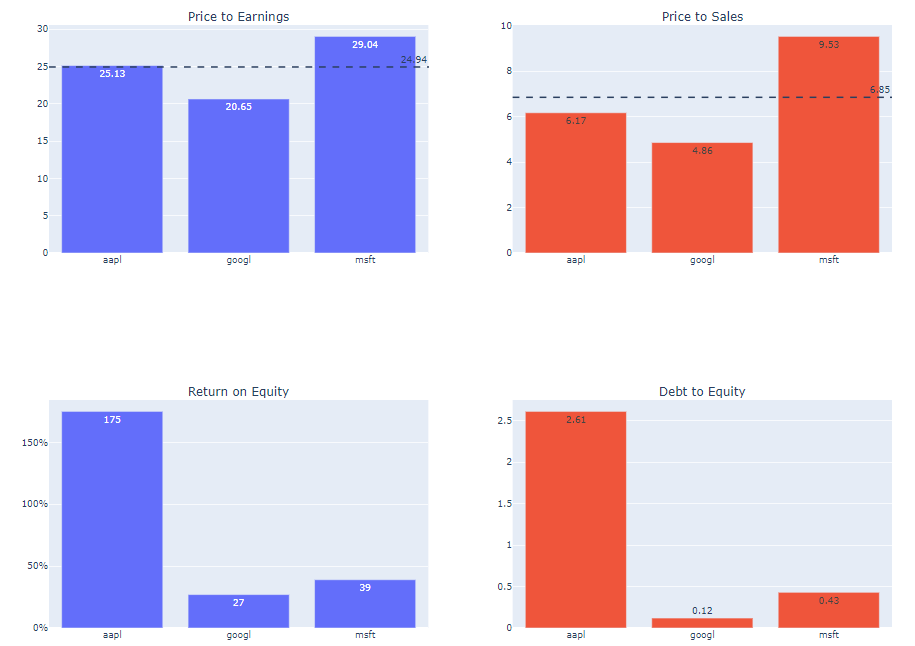 Price to Earnings
30
25
20
15
10
5
0
24.94
25.13
20.65
29.04
aapl
googl
msft
Price to Sales
10
8
6
4
2
0
6.85
6.17
4.86
9.53
aapl
googl
msft
Return on Equity
150%
100%
50%
0%
175
27
39
aapl
googl
msft
Debt to Equity
2.5
2
1.5
1
0.5
0
2.61
0.12
0.43
aapl
googl
msft